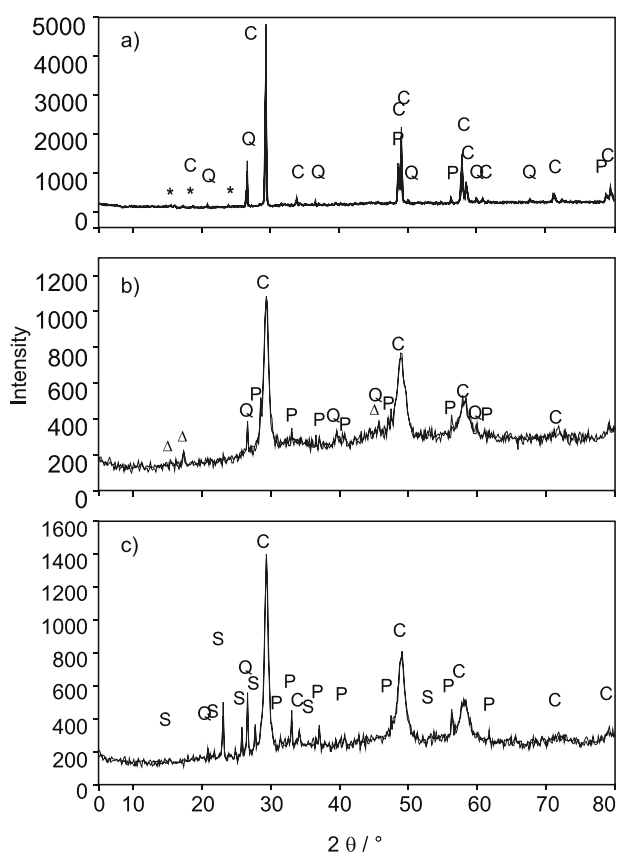 a)
5000
4000
3000
2000
1000
0
* * C Q * Q C C Q P C C Q P C C Q C Q C P C
b)
1200
1000
800
600
400
200
0
Δ Δ Q P C P P Q P Q Δ P C P C Q P C
Intensity
c)
1600
1400
1200
1000
800
600
400
200
0
S Q S S S Q S C P P C S P P P C S P C P C C
0 10 20 30 40 50 60 70 80
2 θ / °